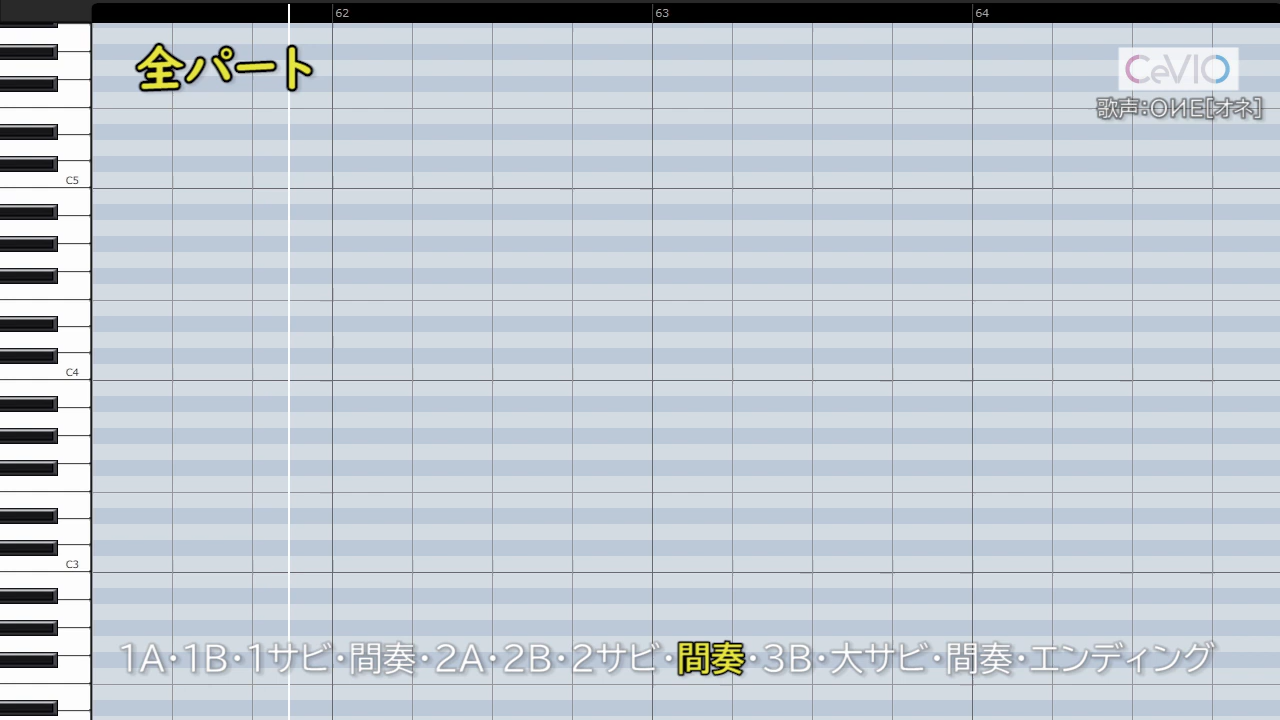 62
63
64
全パート
CeVIO
歌声:OИE[オネ]
C5
C4
C3
1A・1B・1サビ・間奏・2A・2B・2サビ・間奏・3B・大サビ・間奏・エンディング